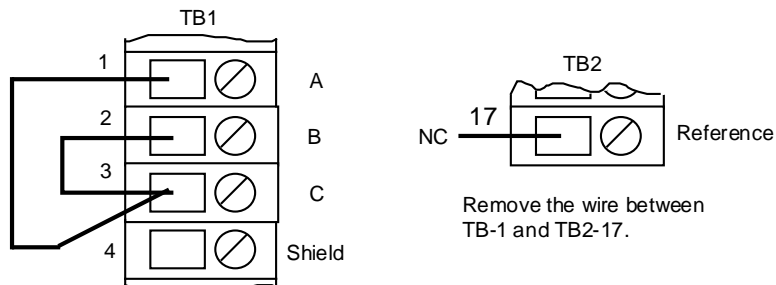 TB1
1
A
2
B
3
C
4
Shield
TB2
NC
17
Reference
Remove the wire between
TB-1 and TB2-17.